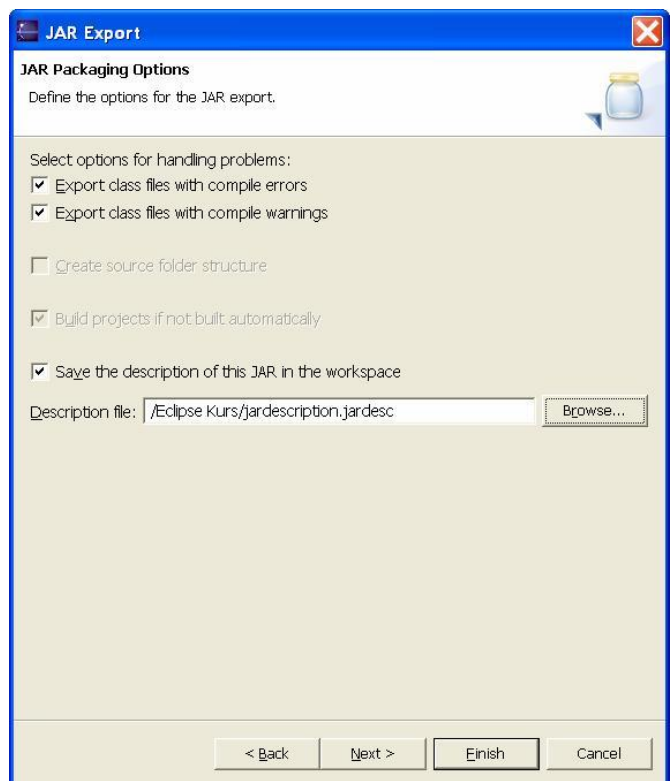 JAR Export
JAR Packaging Options
Define the options for the JAR export.
Select options for handling problems:
Export class files with compile errors
Export class files with compile warnings
Create source folder structure
Build projects if not built automatically
Save the description of this JAR in the workspace
Description file: /Eclipse Kurs/jardescription.jardesc Browse...
< Back Next > Finish Cancel